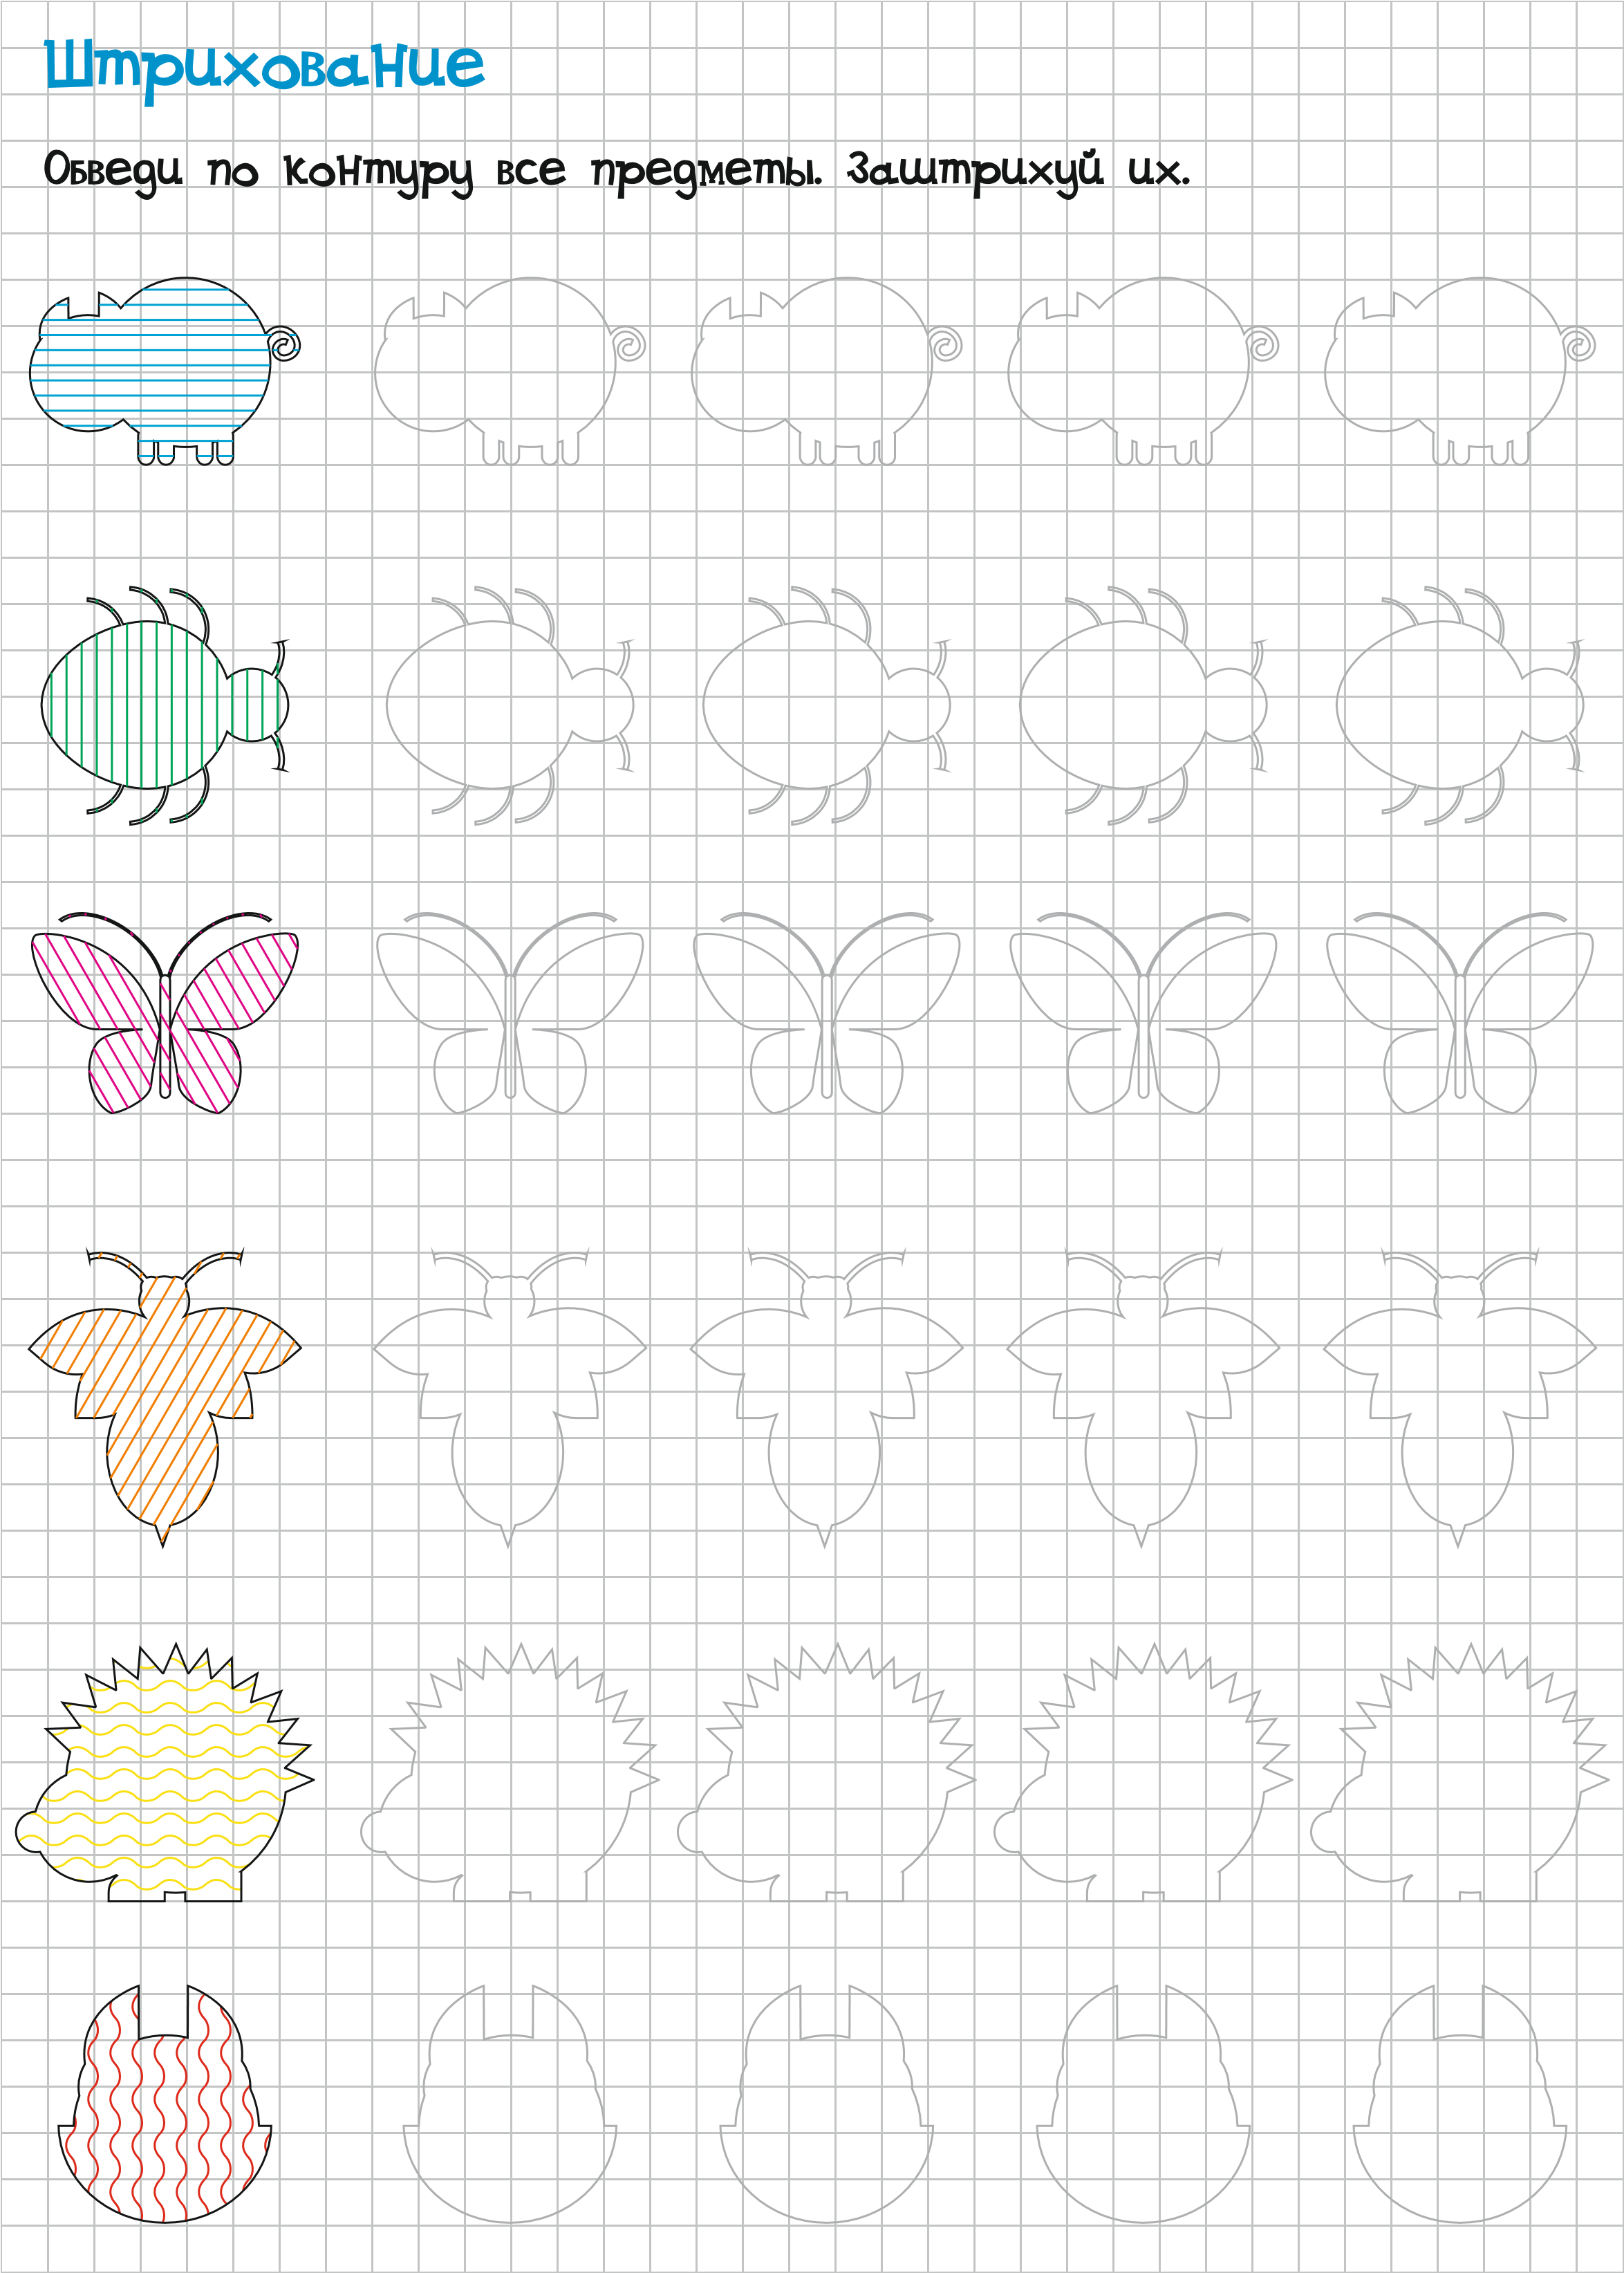 Штрихование
Обведи по контуру все предметы. Заштрихуй их.